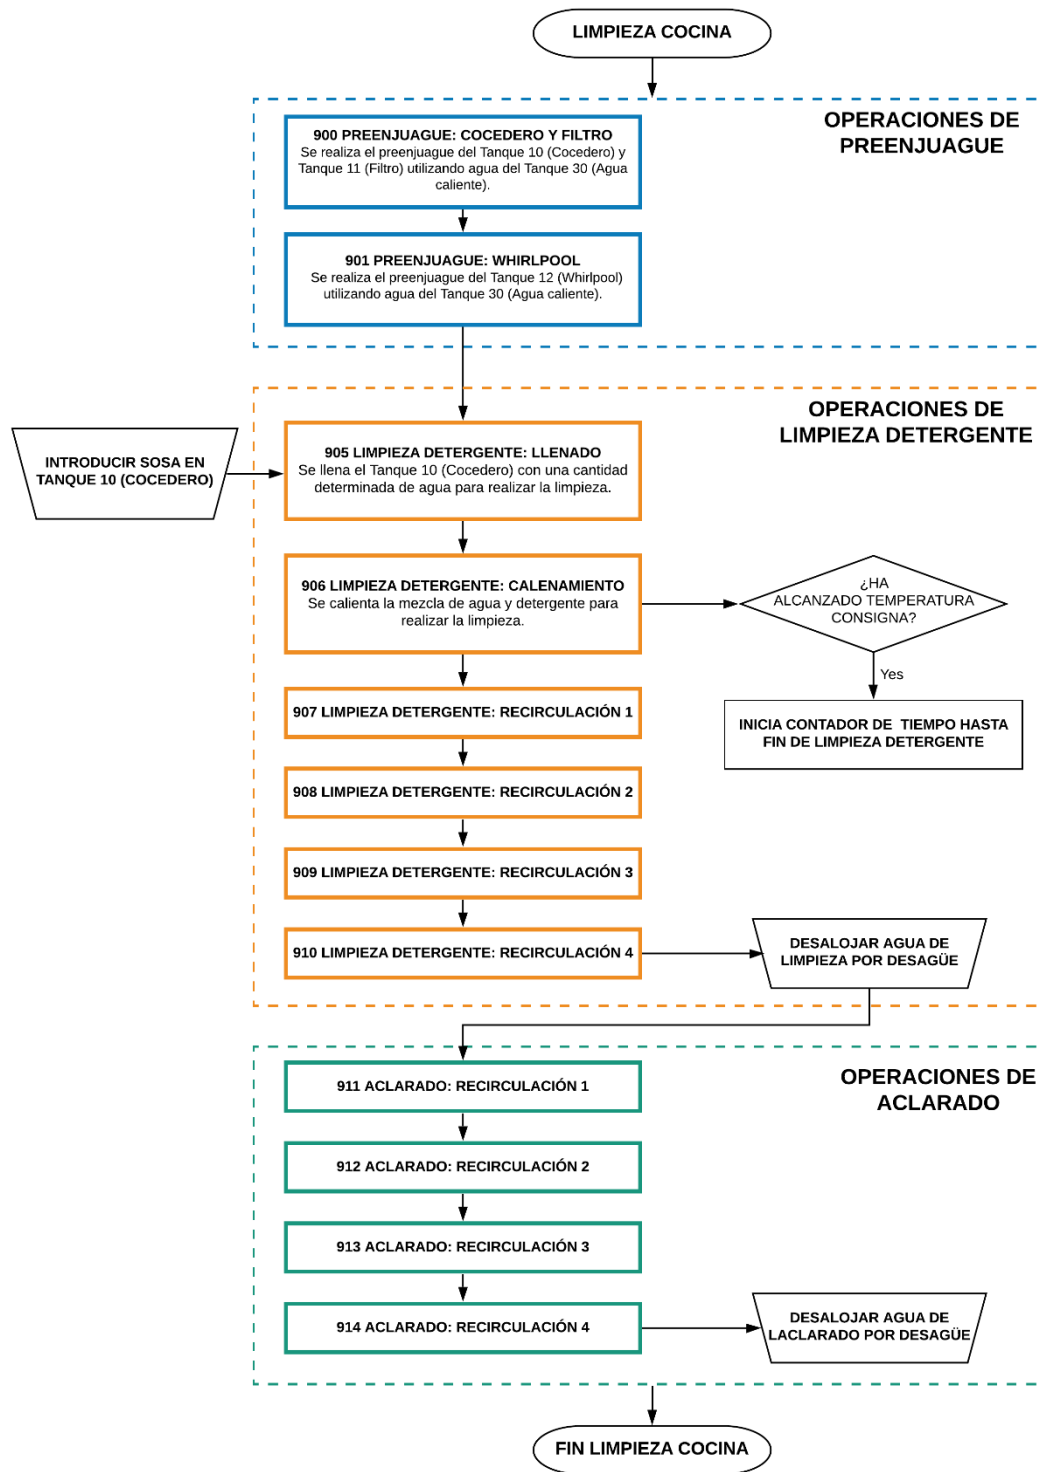 LIMPIEZA COCINA
OPERACIONES DE
PREENJUAGUE
900 PREENJUAGUE: COCEDERO Y FILTRO
Se realiza el preenjuague del Tanque 10 (Cocedero) y
Tanque 11 (Filtro) utilizando agua del Tanque 30 (Agua
caliente).
901 PREENJUAGUE: WHIRLPOOL
Se realiza el preenjuague del Tanque 12 (Whirlpool)
utilizando agua del Tanque 30 (Agua caliente).
OPERACIONES DE
LIMPIEZA DETERGENTE
INTRODUCIR SOSA EN
TANQUE 10 (COCEDERO)
905 LIMPIEZA DETERGENTE: LLENADO
Se llena el Tanque 10 (Cocedero) con una cantidad
determinada de agua para realizar la limpieza.
906 LIMPIEZA DETERGENTE: CALENAMIENTO
Se calienta la mezcla de agua y detergente para
realizar la limpieza.
¿HA
ALCANZADO TEMPERATURA
CONSIGNA?
Yes
INICIA CONTADOR DE TIEMPO HASTA
FIN DE LIMPIEZA DETERGENTE
907 LIMPIEZA DETERGENTE: RECIRCULACIÓN 1
908 LIMPIEZA DETERGENTE: RECIRCULACIÓN 2
909 LIMPIEZA DETERGENTE: RECIRCULACIÓN 3
910 LIMPIEZA DETERGENTE: RECIRCULACIÓN 4
DESALOJAR AGUA DE
LIMPIEZA POR DESAGÜE
OPERACIONES DE
ACLARADO
911 ACLARADO: RECIRCULACIÓN 1
912 ACLARADO: RECIRCULACIÓN 2
913 ACLARADO: RECIRCULACIÓN 3
914 ACLARADO: RECIRCULACIÓN 4
DESALOJAR AGUA DE
LACLARADO POR DESAGÜE
FIN LIMPIEZA COCINA